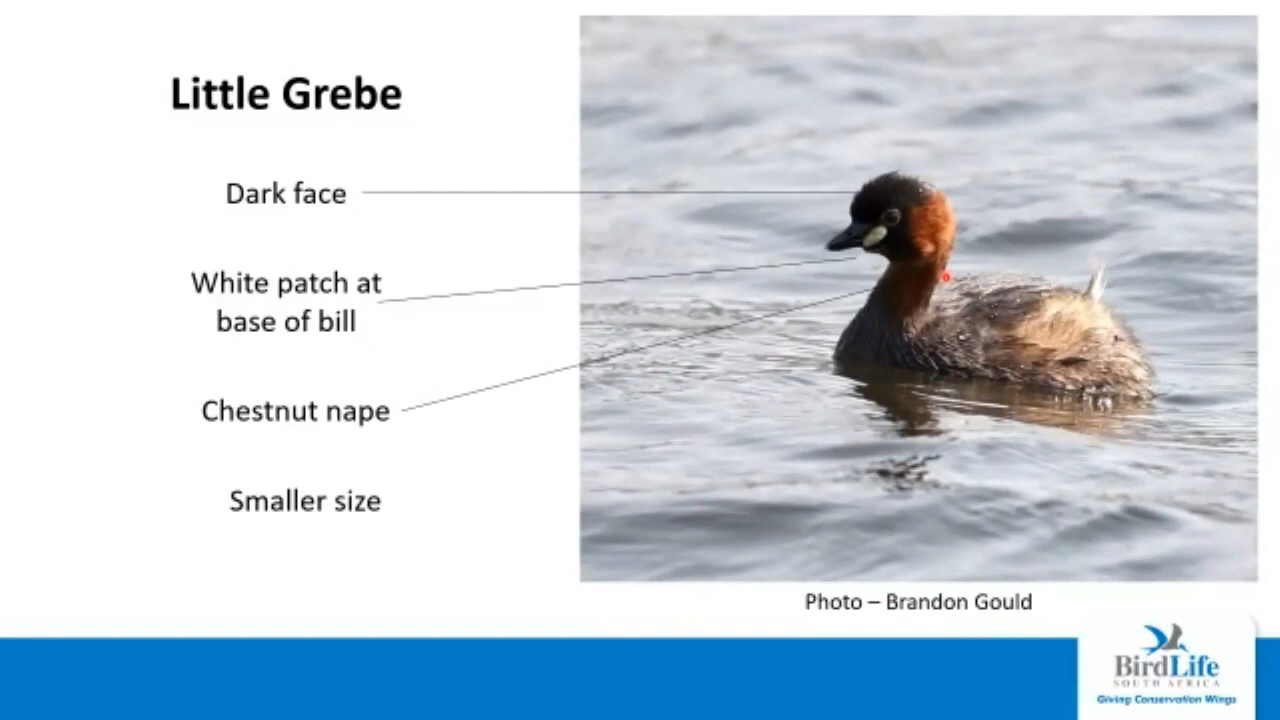 Little Grebe
Dark face
White patch at
base of bill
Chestnut nape
Smaller size
Photo – Brandon Gould
BirdLife
SOUTH AFRICA
Giving Conservation Wings